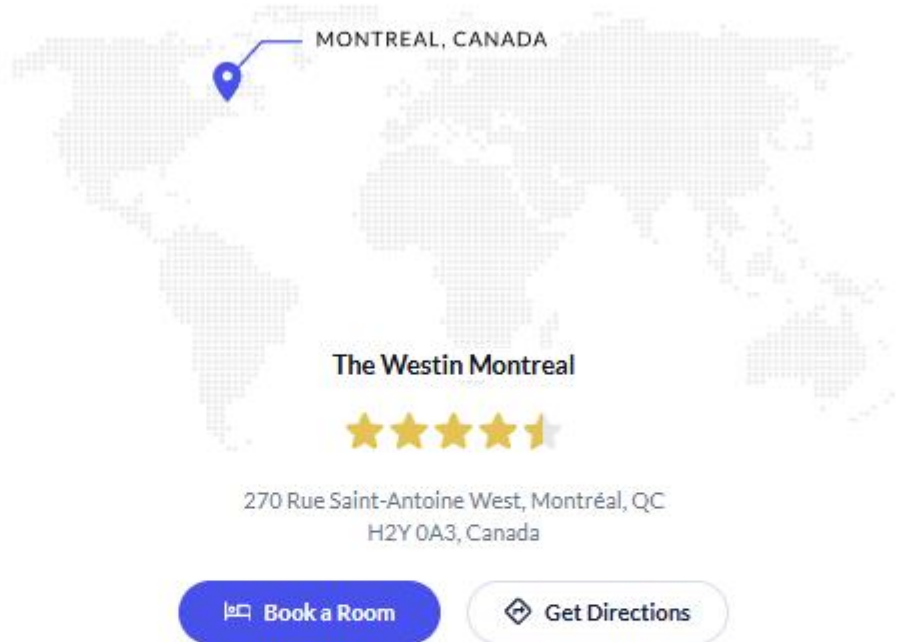 MONTREAL, CANADA
The Westin Montreal
270 Rue Saint-Antoine West, Montréal, QC
H2Y 0A3, Canada
Book a Room
Get Directions